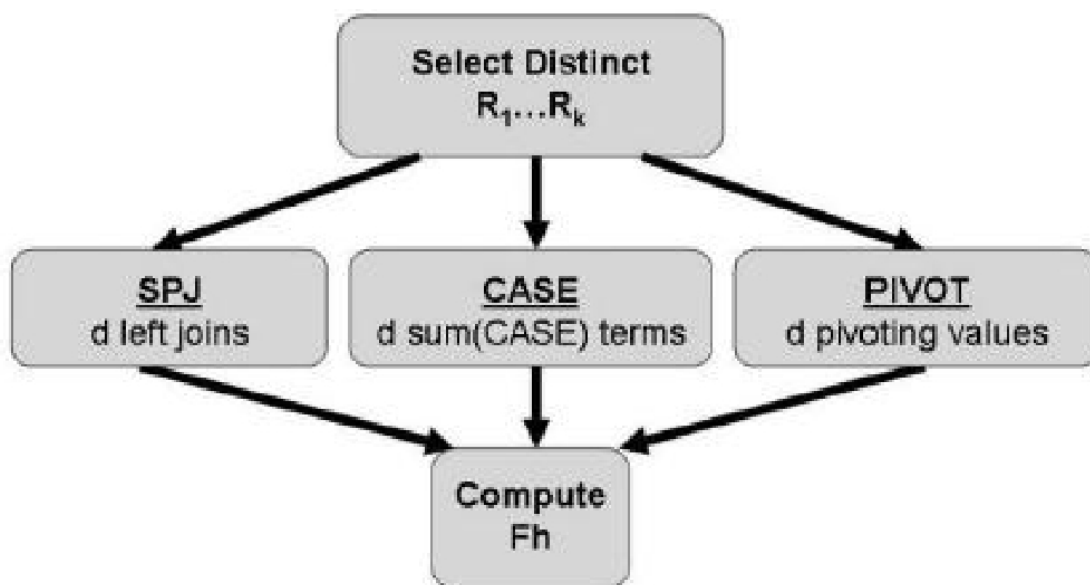 Select Distinct
R₁...Rₖ
SPJ
d left joins
CASE
d sum(CASE) terms
PIVOT
d pivoting values
Compute
Fh